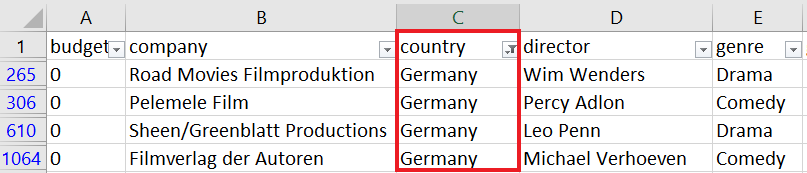 A B C D E
1 budget company country director genre
265 0 Road Movies Filmproduktion Germany Wim Wenders Drama
306 0 Pelemele Film Germany Percy Adlon Comedy
610 0 Sheen/Greenblatt Productions Germany Leo Penn Drama
1064 0 Filmverlag der Autoren Germany Michael Verhoeven Comedy